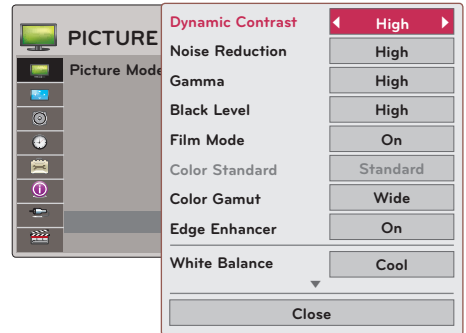 PICTURE
Picture Mode
Dynamic Contrast High
Noise Reduction High
Gamma High
Black Level High
Film Mode On
Color Standard Standard
Color Gamut Wide
Edge Enhancer On
White Balance Cool
Close